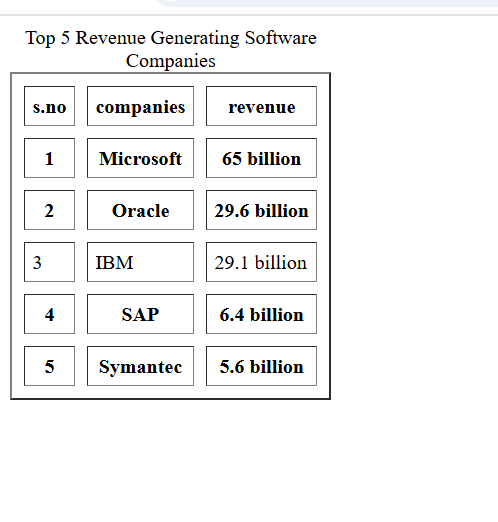 Top 5 Revenue Generating Software
Companies
s.no companies revenue
1 Microsoft 65 billion
2 Oracle 29.6 billion
3 IBM 29.1 billion
4 SAP 6.4 billion
5 Symantec 5.6 billion